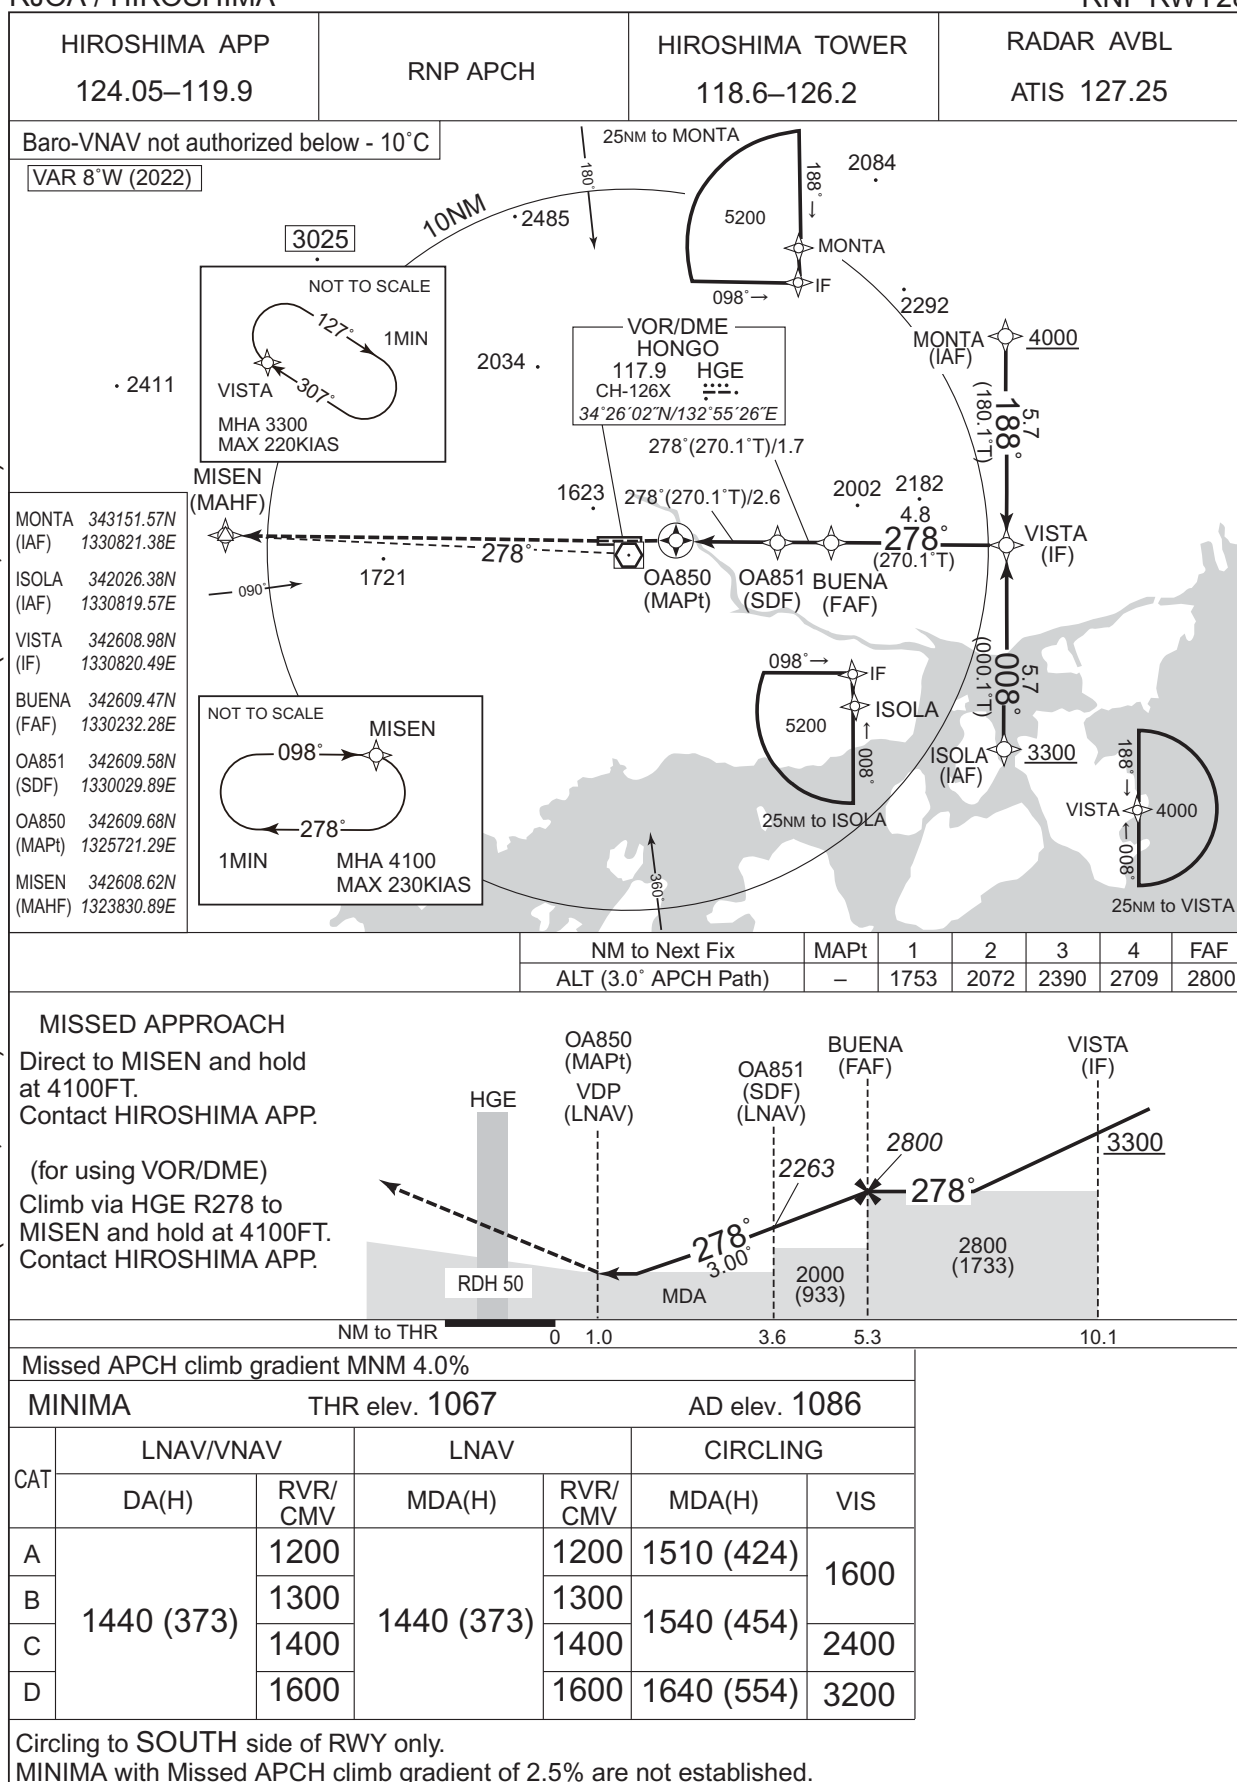 RJOA / HIROSHIMA
RNP RWY28
HIROSHIMA APP
124.05–119.9
RNP APCH
HIROSHIMA TOWER
118.6–126.2
RADAR AVBL
ATIS 127.25
Baro-VNAV not authorized below - 10˚C
VAR 8˚W (2022)
25NM to MONTA
180˚
188˚→
5200
MONTA
IF
098˚→
2084
10NM
2485
3025
NOT TO SCALE
127˚
1MIN
307˚
VISTA
MHA 3300
MAX 220KIAS
2411
2034
VOR/DME
HONGO
117.9 HGE
CH-126X
34˚26´02˝N/132˚55´26˝E
2292
MONTA
(IAF)
4000
5.7
188˚
(180.1˚T)
278˚(270.1˚T)/1.7
278˚(270.1˚T)/2.6
1623
2002
2182
4.8
278˚
(270.1˚T)
VISTA
(IF)
MISEN
(MAHF)
278˚
1721
090˚
OA850
(MAPt)
OA851
(SDF)
BUENA
(FAF)
5.7
008˚
(000.1˚T)
ISOLA
(IAF)
3300
098˚→
IF
ISOLA
5200
008˚→
25NM to ISOLA
188˚→
VISTA
4000
008˚→
25NM to VISTA
360˚
MONTA 343151.57N
(IAF) 1330821.38E
ISOLA 342026.38N
(IAF) 1330819.57E
VISTA 342608.98N
(IF) 1330820.49E
BUENA 342609.47N
(FAF) 1330232.28E
OA851 342609.58N
(SDF) 1330029.89E
OA850 342609.68N
(MAPt) 1325721.29E
MISEN 342608.62N
(MAHF) 1323830.89E
NOT TO SCALE
MISEN
098˚
278˚
1MIN
MHA 4100
MAX 230KIAS
NM to Next Fix MAPt 1 2 3 4 FAF
ALT (3.0˚ APCH Path) – 1753 2072 2390 2709 2800
MISSED APPROACH
Direct to MISEN and hold
at 4100FT.
Contact HIROSHIMA APP.
(for using VOR/DME)
Climb via HGE R278 to
MISEN and hold at 4100FT.
Contact HIROSHIMA APP.
HGE
OA850
(MAPt)
VDP
(LNAV)
OA851
(SDF)
(LNAV)
BUENA
(FAF)
VISTA
(IF)
2263
2800
3300
278˚
278˚
3.00˚
RDH 50
MDA
2000
(933)
2800
(1733)
NM to THR 0 1.0 3.6 5.3 10.1
Missed APCH climb gradient MNM 4.0%
MINIMA THR elev. 1067 AD elev. 1086
CAT LNAV/VNAV LNAV CIRCLING
DA(H) RVR/CMV MDA(H) RVR/CMV MDA(H) VIS
A 1440 (373) 1200 1440 (373) 1200 1510 (424) 1600
B 1300 1300 1540 (454)
C 1400 1400 2400
D 1600 1600 1640 (554) 3200
Circling to SOUTH side of RWY only.
MINIMA with Missed APCH climb gradient of 2.5% are not established.